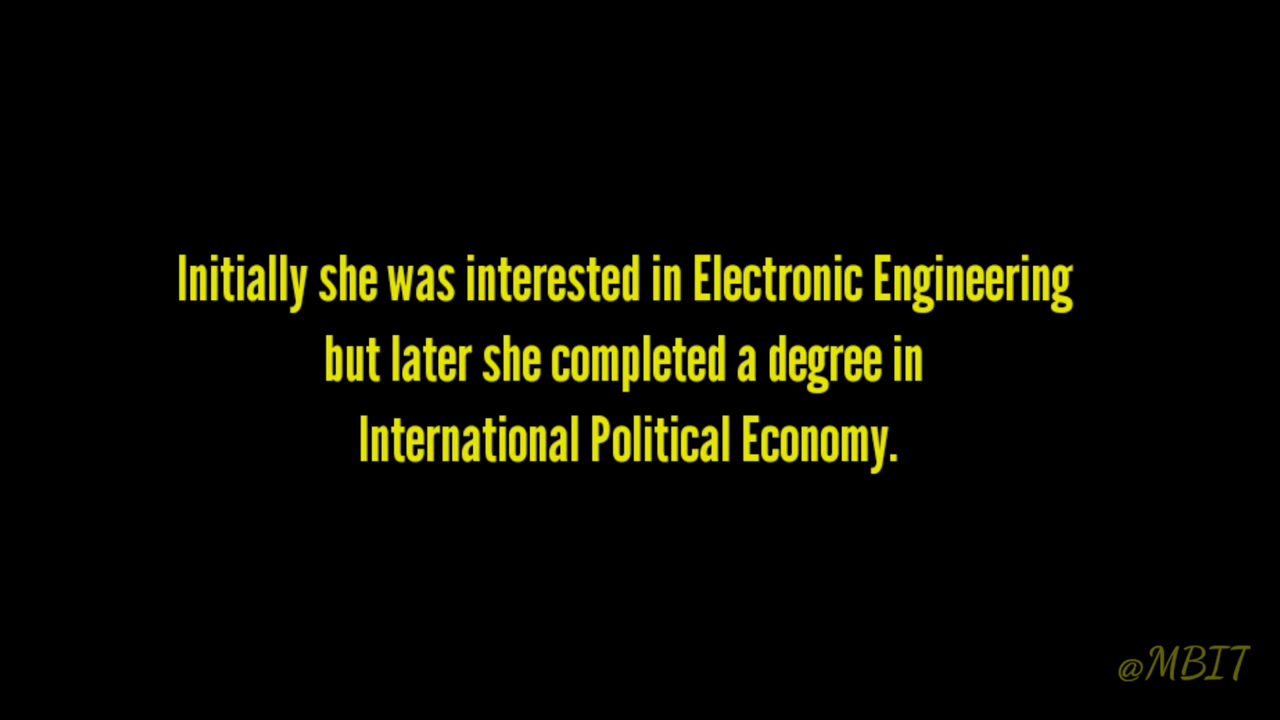 Initially she was interested in Electronic Engineering
but later she completed a degree in
International Political Economy.
@MBIT